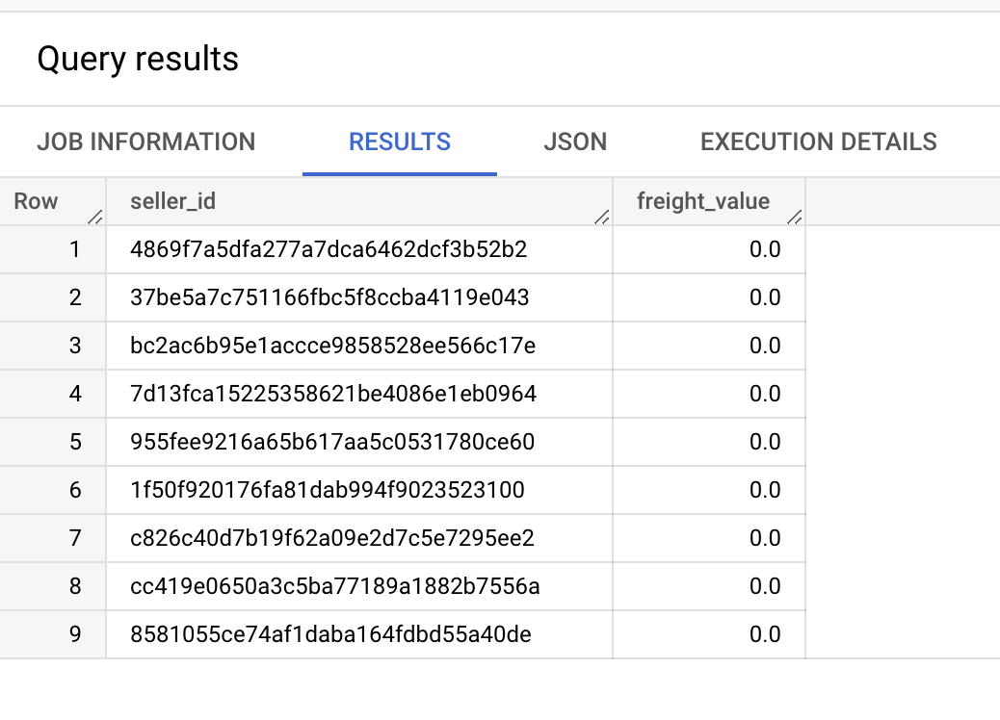 Query results
JOB INFORMATION RESULTS JSON EXECUTION DETAILS
Row seller_id freight_value
1 4869f7a5dfa277a7dca6462dcf3b52b2 0.0
2 37be5a7c751166fbc5f8ccba4119e043 0.0
3 bc2ac6b95e1accce9858528ee566c17e 0.0
4 7d13fca15225358621be4086e1eb0964 0.0
5 955fee9216a65b617aa5c0531780ce60 0.0
6 1f50f920176fa81dab994f9023523100 0.0
7 c826c40d7b19f62a09e2d7c5e7295ee2 0.0
8 cc419e0650a3c5ba77189a1882b7556a 0.0
9 8581055ce74af1daba164fdbd55a40de 0.0